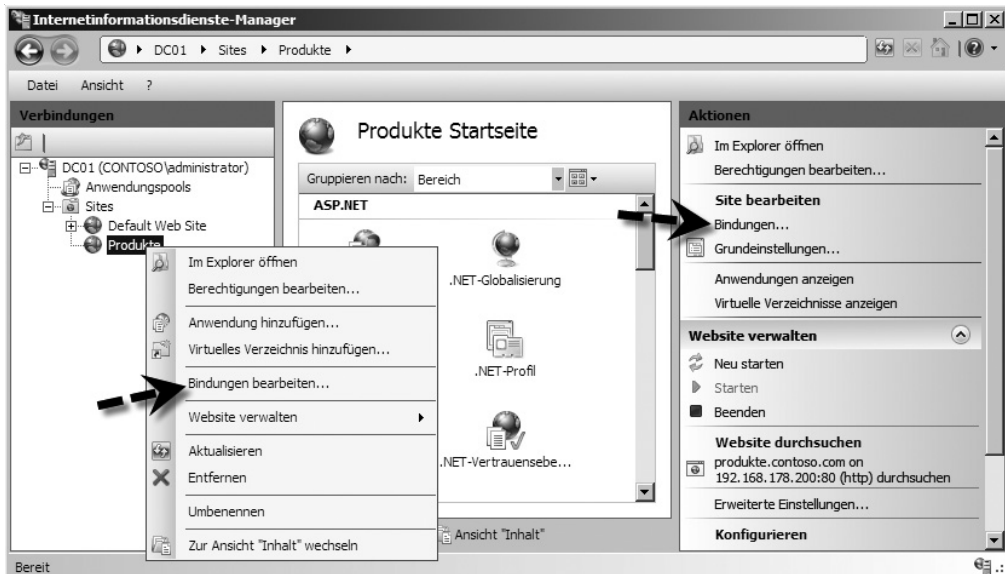 Internetinformationsdienste-Manager
DC01 Sites Produkte
Datei Ansicht ?
Verbindungen
DC01 (CONTOSO\administrator)
Anwendungspools
Sites
Default Web Site
Produkte
Im Explorer öffnen
Berechtigungen bearbeiten...
Anwendung hinzufügen...
Virtuelles Verzeichnis hinzufügen...
Bindungen bearbeiten...
Website verwalten
Aktualisieren
Entfernen
Umbenennen
Zur Ansicht "Inhalt" wechseln
Produkte Startseite
Gruppieren nach: Bereich
ASP.NET
.NET-Globalisierung
.NET-Profil
.NET-Vertrauensebe...
Ansicht "Inhalt"
Aktionen
Im Explorer öffnen
Berechtigungen bearbeiten...
Site bearbeiten
Bindungen...
Grundeinstellungen...
Anwendungen anzeigen
Virtuelle Verzeichnisse anzeigen
Website verwalten
Neu starten
Starten
Beenden
Website durchsuchen
produkte.contoso.com on
192.168.178.200:80 (http) durchsuchen
Erweiterte Einstellungen...
Konfigurieren
Bereit